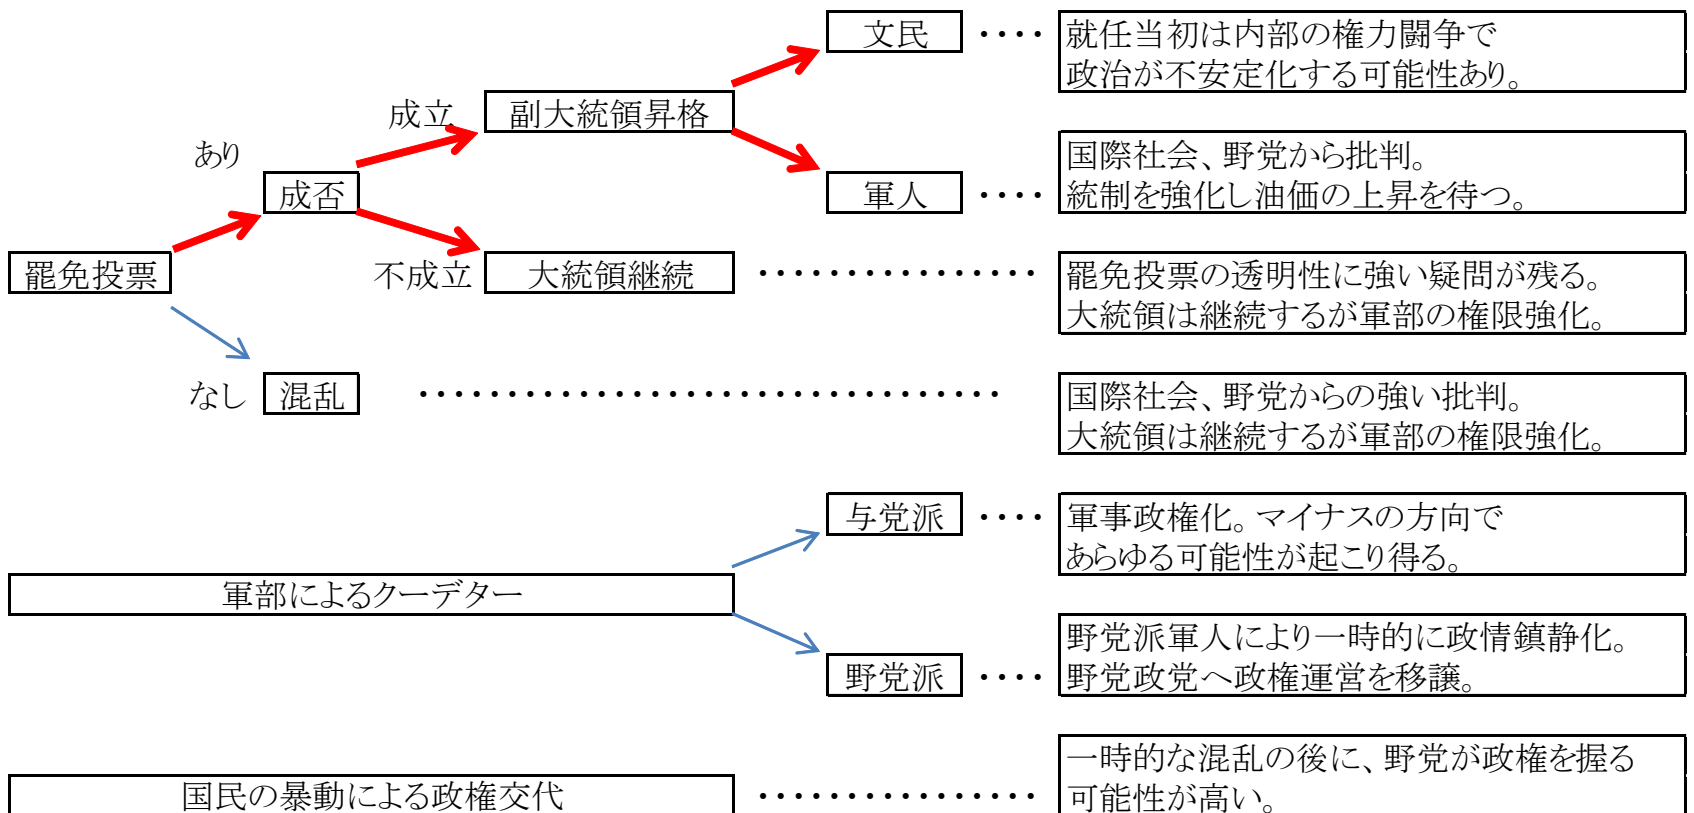 文民
・・・・
就任当初は内部の権力闘争で
政治が不安定化する可能性あり。
成立
副大統領昇格
あり
成否
軍人
・・・・
国際社会、野党から批判。
統制を強化し油価の上昇を待つ。
罷免投票
不成立
大統領継続
・・・・・・・・・・・・・・・・
罷免投票の透明性に強い疑問が残る。
大統領は継続するが軍部の権限強化。
なし
混乱
・・・・・・・・・・・・・・・・・・・・・・・・・・・・・・・・・
国際社会、野党からの強い批判。
大統領は継続するが軍部の権限強化。
与党派
・・・・
軍事政権化。マイナスの方向で
あらゆる可能性が起こり得る。
軍部によるクーデター
野党派
・・・・
野党派軍人により一時的に政情鎮静化。
野党政党へ政権運営を移譲。
国民の暴動による政権交代
・・・・・・・・・・・・・・・・
一時的な混乱の後に、野党が政権を握る
可能性が高い。